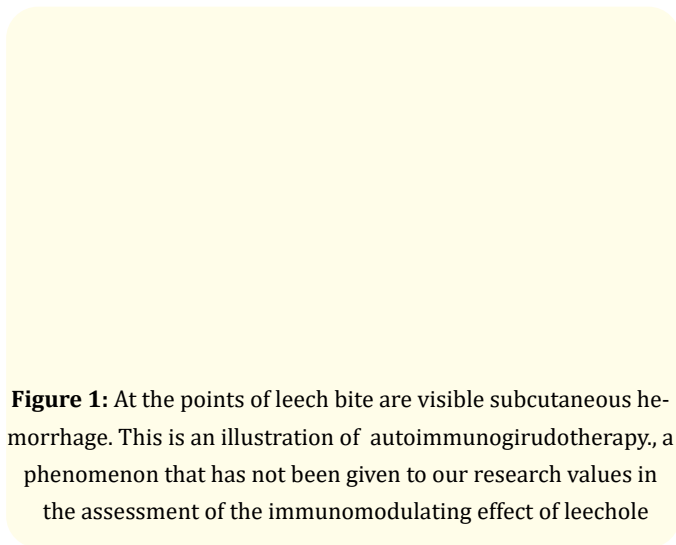 Figure 1: At the points of leech bite are visible subcutaneous he-
morrhage. This is an illustration of autoimmunogirudotherapy., a
phenomenon that has not been given to our research values in
the assessment of the immunomodulating effect of leechole